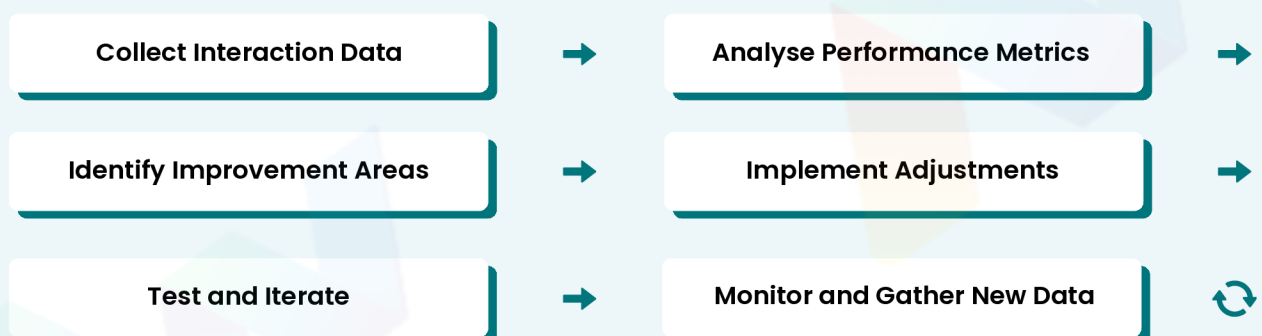 Collect Interaction Data
Analyse Performance Metrics
Identify Improvement Areas
Implement Adjustments
Test and Iterate
Monitor and Gather New Data